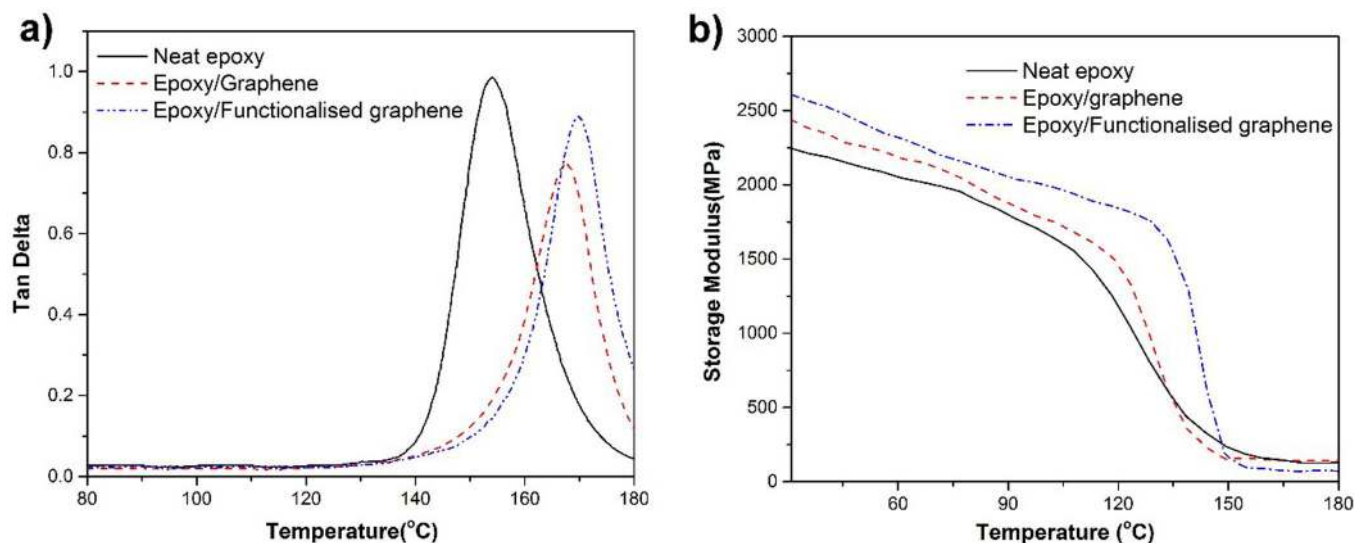 a)
Neat epoxy
Epoxy/Graphene
Epoxy/Functionalised graphene
Tan Delta
1.0
0.8
0.6
0.4
0.2
0.0
80 100 120 140 160 180
Temperature(°C)
b)
Neat epoxy
Epoxy/graphene
Epoxy/Functionalised graphene
Storage Modulus(MPa)
3000
2500
2000
1500
1000
500
0
60 90 120 150 180
Temperature (°C)